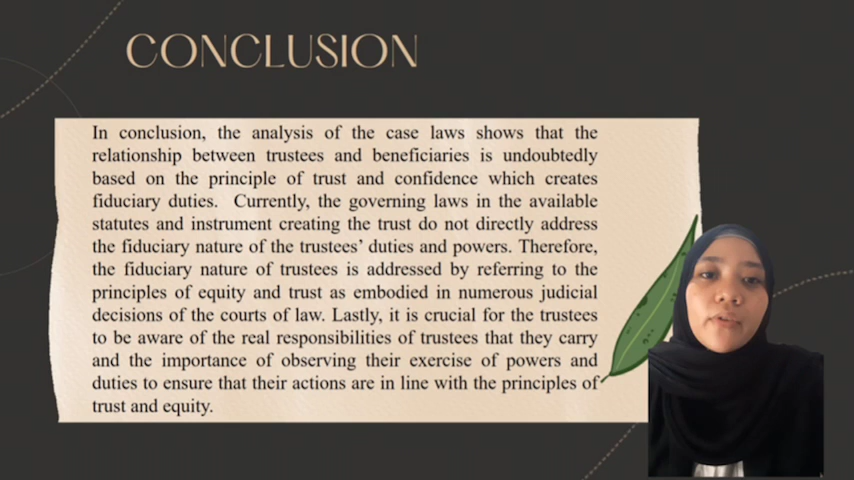 CONCLUSION
In conclusion, the analysis of the case laws shows that the
relationship between trustees and beneficiaries is undoubtedly
based on the principle of trust and confidence which creates
fiduciary duties. Currently, the governing laws in the available
statutes and instrument creating the trust do not directly address
the fiduciary nature of the trustees’ duties and powers. Therefore,
the fiduciary nature of trustees is addressed by referring to the
principles of equity and trust as embodied in numerous judicial
decisions of the courts of law. Lastly, it is crucial for the trustees
to be aware of the real responsibilities of trustees that they carry
and the importance of observing their exercise of powers and
duties to ensure that their actions are in line with the principles of
trust and equity.